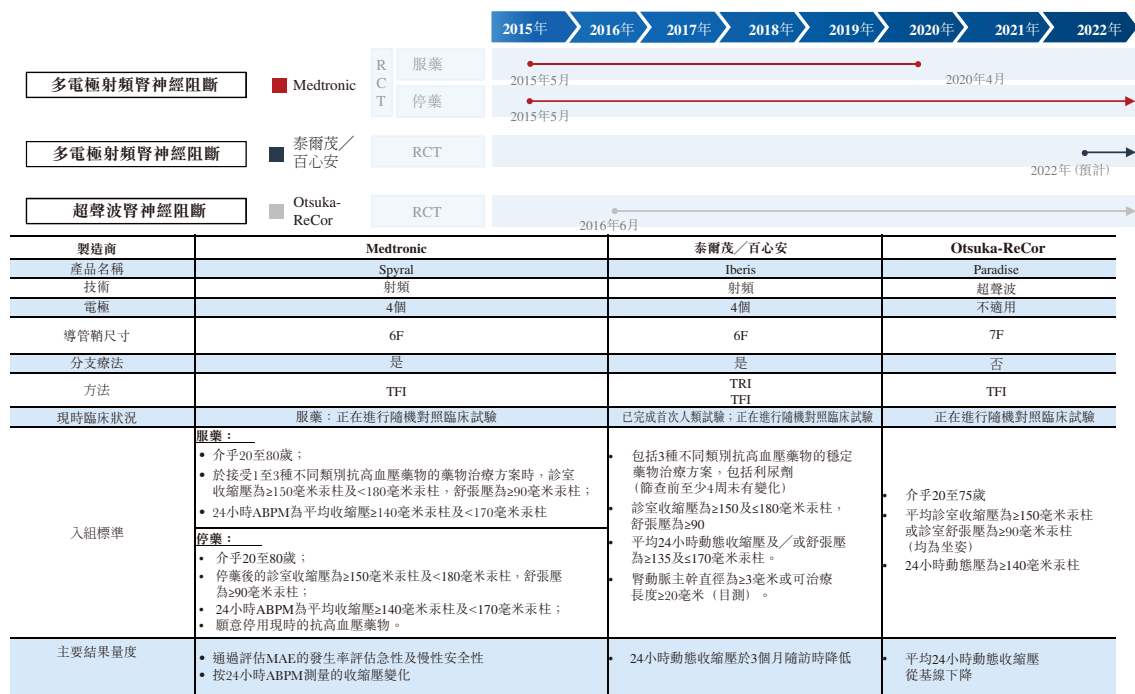 2015年 2016年 2017年 2018年 2019年 2020年 2021年 2022年
多電極射頻腎神經阻斷
Medtronic
R
C
T
服藥
2015年5月
2020年4月
停藥
2015年5月
多電極射頻腎神經阻斷
泰爾茂／
百心安
RCT
2022年 (預計)
超聲波腎神經阻斷
Otsuka-
ReCor
RCT
2016年6月
製造商 Medtronic 泰爾茂／百心安 Otsuka-ReCor
產品名稱 Spyral Iberis Paradise
技術 射頻 射頻 超聲波
電極 4個 4個 不適用
導管鞘尺寸 6F 6F 7F
分支療法 是 是 否
方法 TFI
TRI
TFI
TFI
現時臨床狀況 服藥：正在進行隨機對照臨床試驗 已完成首次人類試驗；正在進行隨機對照臨床試驗 正在進行隨機對照臨床試驗
入組標準
服藥：
• 介乎20至80歲；
• 於接受1至3種不同類別抗高血壓藥物的藥物治療方案時，診室
收縮壓為≥150毫米汞柱及<180毫米汞柱，舒張壓為≥90毫米汞柱；
• 24小時ABPM為平均收縮壓≥140毫米汞柱及<170毫米汞柱
停藥：
• 介乎20至80歲；
• 停藥後的診室收縮壓為≥150毫米汞柱及<180毫米汞柱，舒張壓
為≥90毫米汞柱；
• 24小時ABPM為平均收縮壓≥140毫米汞柱及<170毫米汞柱；
• 願意停用現時的抗高血壓藥物。
• 包括3種不同類別抗高血壓藥物的穩定
藥物治療方案，包括利尿劑
(篩查前至少4周未有變化)
• 診室收縮壓為≥150及≤180毫米汞柱，
舒張壓為≥90
• 平均24小時動態收縮壓及／或舒張壓
為≥135及≤170毫米汞柱。
• 腎動脈主幹直徑為≥3毫米或可治療
長度≥20毫米（目測）。
• 介乎20至75歲
• 平均診室收縮壓為≥150毫米汞柱
或診室舒張壓為≥90毫米汞柱
(均為坐姿)
• 24小時動態壓為≥140毫米汞柱
主要結果量度
• 通過評估MAE的發生率評估急性及慢性安全性
• 按24小時ABPM測量的收縮壓變化
• 24小時動態收縮壓於3個月隨訪時降低
• 平均24小時動態收縮壓
從基線下降